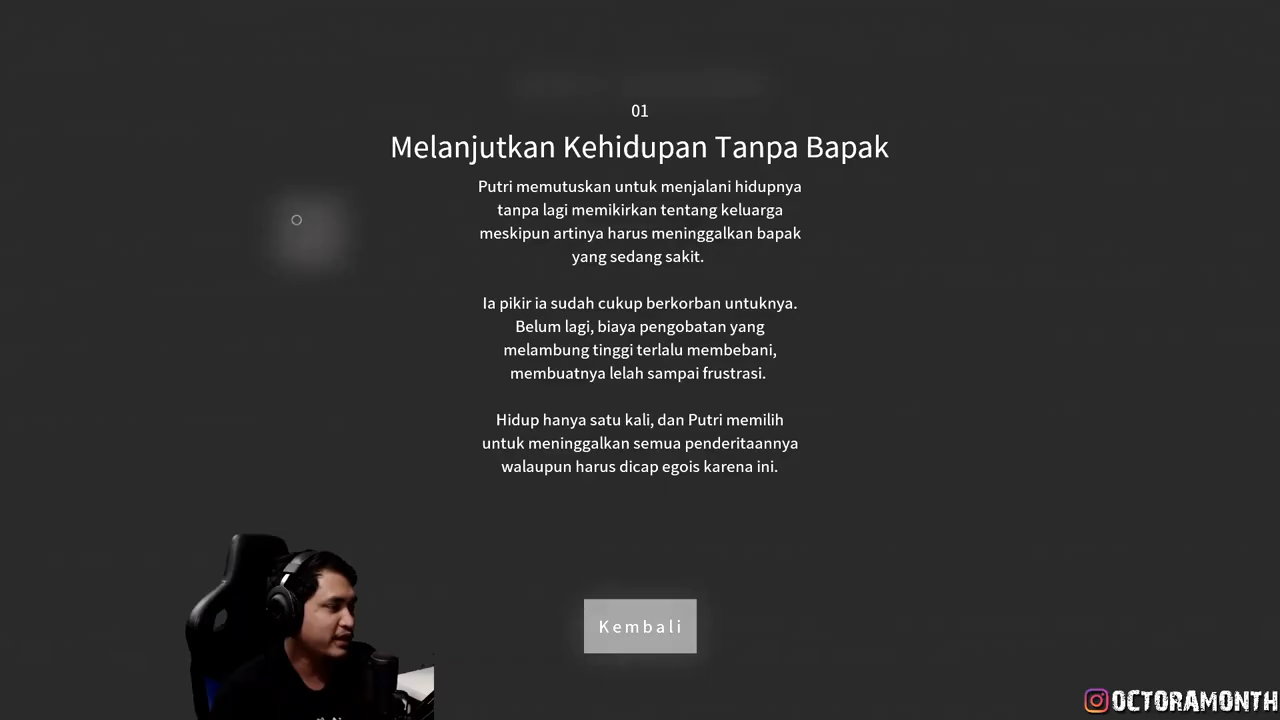 01
Melanjutkan Kehidupan Tanpa Bapak
Putri memutuskan untuk menjalani hidupnya
tanpa lagi memikirkan tentang keluarga
meskipun artinya harus meninggalkan bapak
yang sedang sakit.
Ia pikir ia sudah cukup berkorban untuknya.
Belum lagi, biaya pengobatan yang
melambung tinggi terlalu membebani,
membuatnya lelah sampai frustrasi.
Hidup hanya satu kali, dan Putri memilih
untuk meninggalkan semua penderitaannya
walaupun harus dicap egois karena ini.
Kembali
OCTORAMONTH